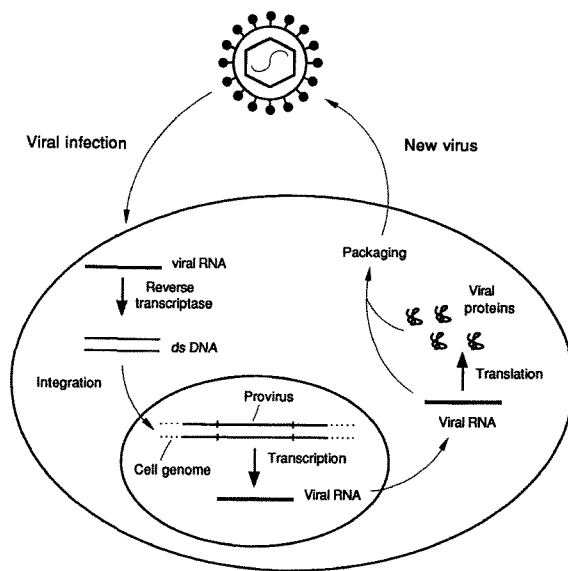 Viral infection
New virus
viral RNA
Reverse
transcriptase
ds DNA
Integration
Packaging
Viral
proteins
Translation
Viral RNA
Provirus
Cell genome
Transcription
Viral RNA